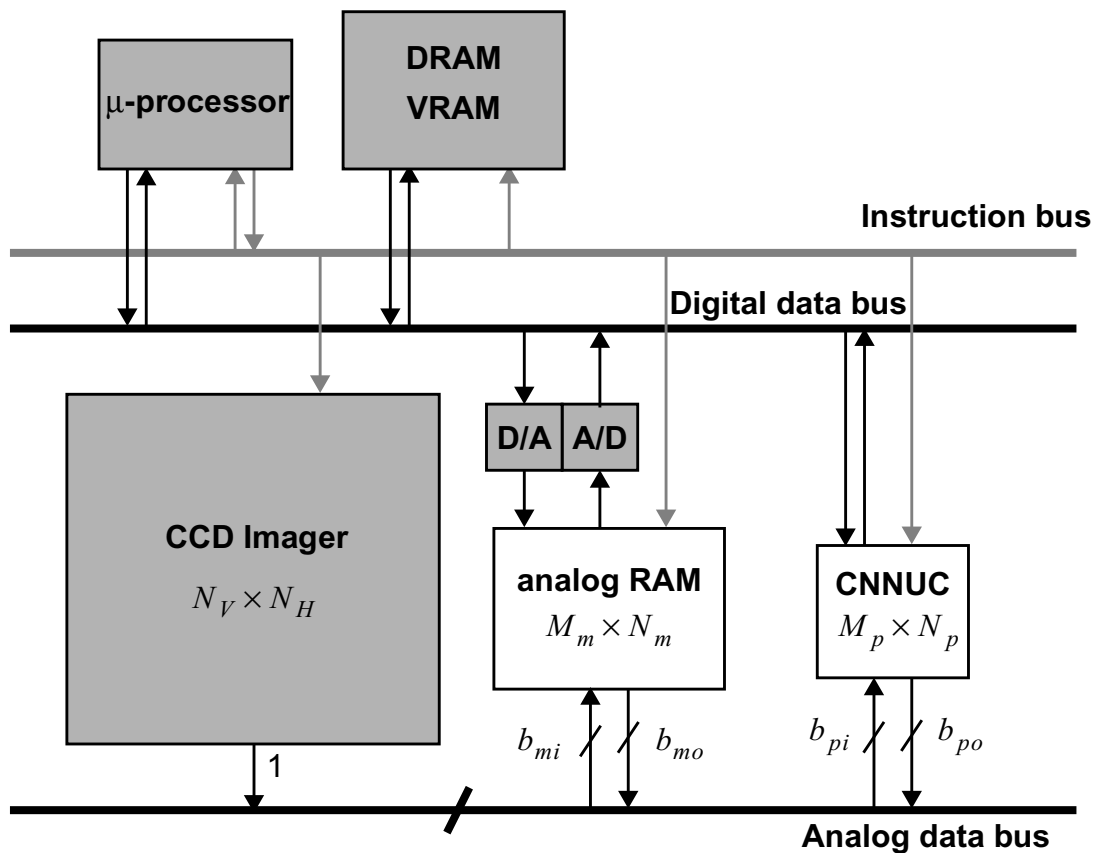 DRAM
VRAM
μ-processor
Instruction bus
Digital data bus
D/A
A/D
CCD Imager
N_V × N_H
analog RAM
M_m × N_m
CNNUC
M_p × N_p
b_mi
b_mo
b_pi
b_po
1
Analog data bus